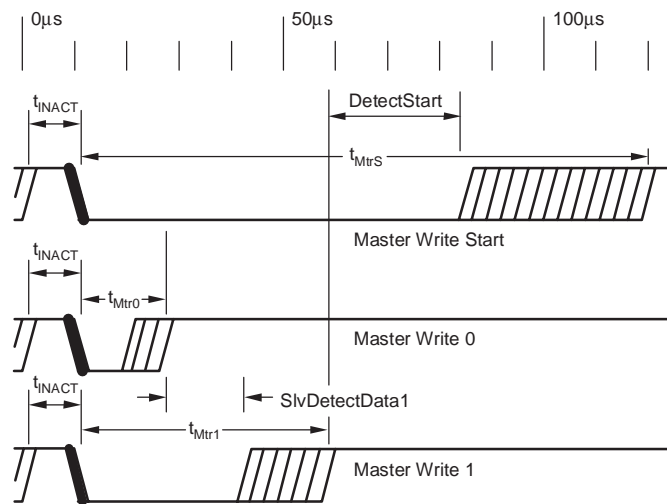 0μs 50μs 100μs
DetectStart
tINACT
tMtrS
Master Write Start
tINACT
tMtr0
Master Write 0
tINACT
SlvDetectData1
tMtr1
Master Write 1